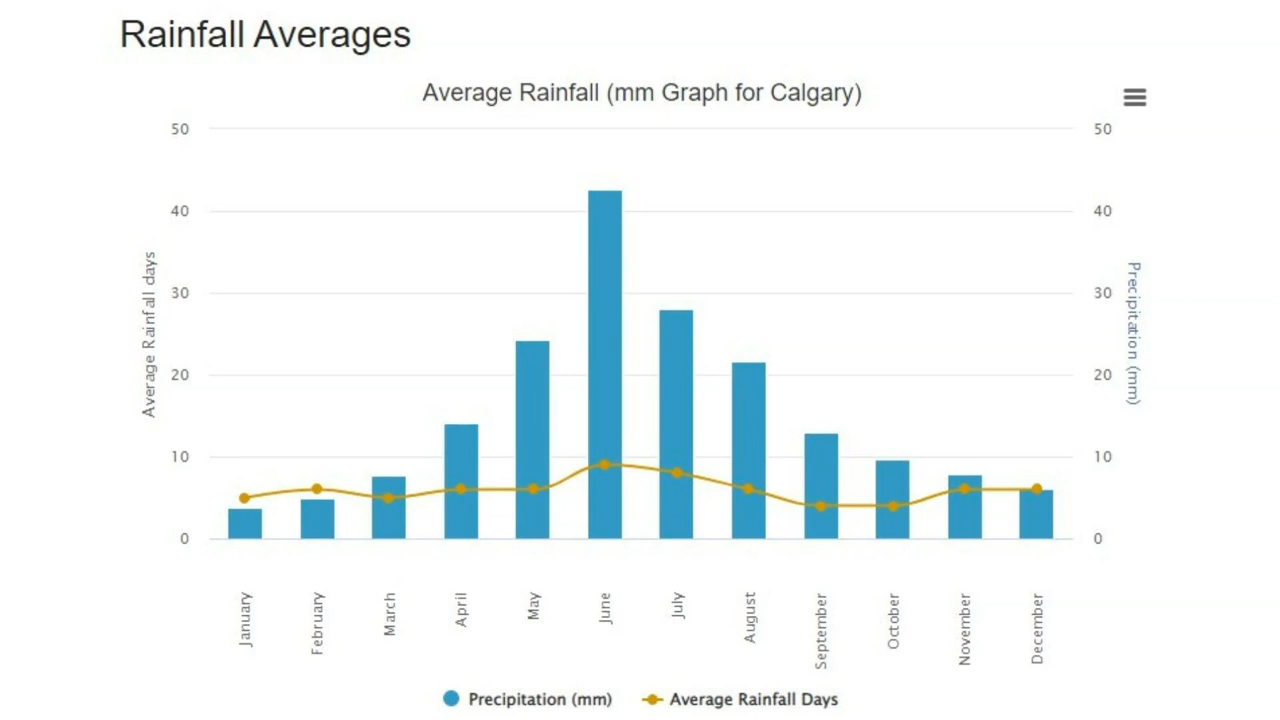 Rainfall Averages
Average Rainfall (mm Graph for Calgary)
50
40
30
20
10
0
Average Rainfall days
50
40
30
20
10
0
Precipitation (mm)
January
February
March
April
May
June
July
August
September
October
November
December
Precipitation (mm)
Average Rainfall Days